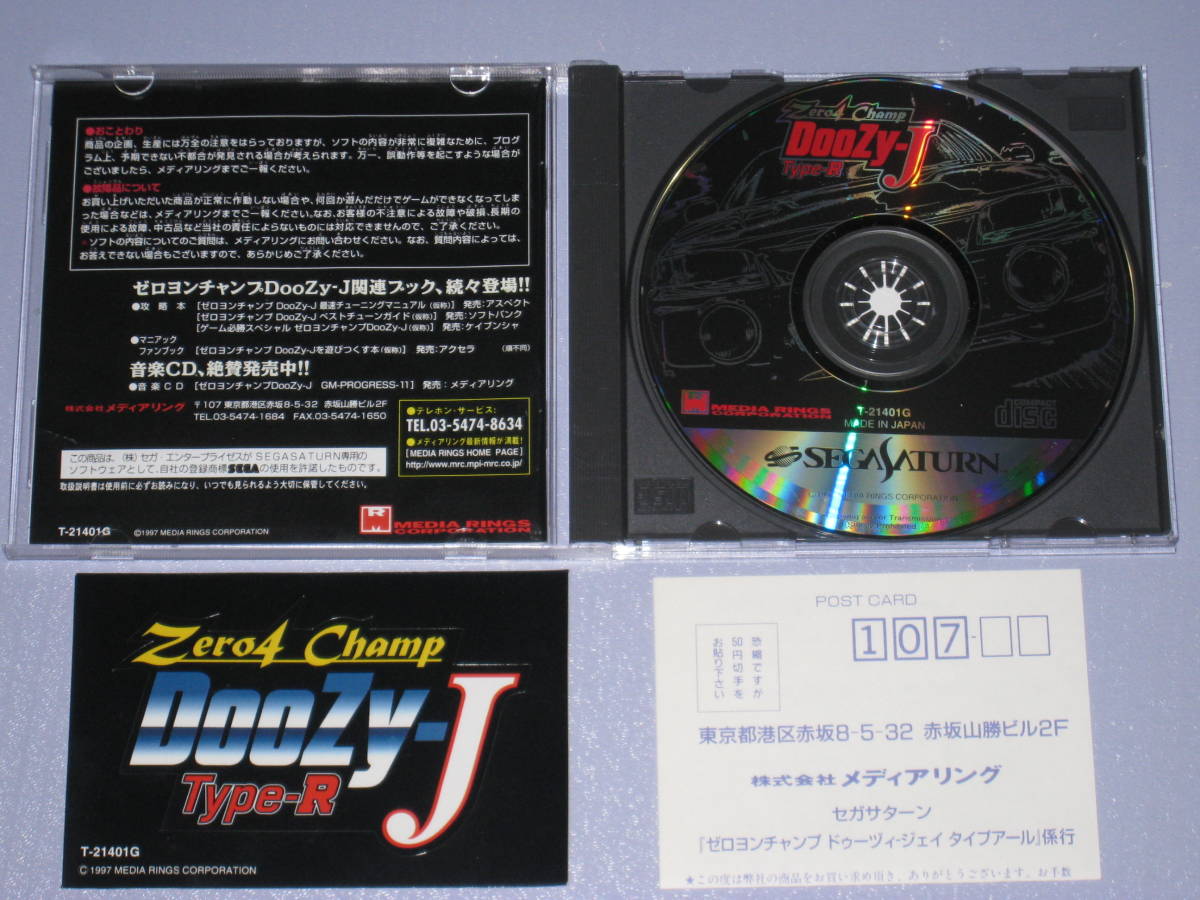 ●おことわり
商品の企画、生産には万全の注意をはらっておりますが、ソフトの内容が非常に複雑なために、プログ
ラム上、予期できない不都合が発見される場合が考えられます。万一、誤動作等を起こすような場合が
ございましたら、メディアリングまでご一報ください。
●故障品について
お買い上げいただいた商品が正常に作動しない場合や、何回か遊んだだけでゲームができなくなってしま
った場合などは、メディアリングまでご一報ください。なお、お客様の不注意による故障や破損、長期の
使用による故障、中古品など当社の責任によらないものには対応できませんので、ご了承ください。
★ソフトの内容についてのご質問は、メディアリングにお問い合わせください。なお、質問内容によっては、
お答えできない場合もございますので、あらかじめご了承ください。
ゼロヨンチャンプDooZy-J関連ブック、続々登場!!
●攻略本 [ゼロヨンチャンプ DooZy-J 最速チューニングマニュアル(仮称)] 発売:アスペクト
[ゼロヨンチャンプ DooZy-J ベストチューンガイド(仮称)] 発売:ソフトバンク
[ゲーム必勝スペシャル ゼロヨンチャンプDooZy-J(仮称)] 発売:ケイブンシャ
●マニアック
ファンブック [ゼロヨンチャンプ DooZy-Jを遊びつくす本(仮称)] 発売:アクセラ (順不同)
音楽CD、絶賛発売中!!
●音楽CD [ゼロヨンチャンプDooZy-J GM-PROGRESS-11] 発売:メディアリング
株式会社 メディアリング 〒107 東京都港区赤坂8-5-32 赤坂山勝ビル2F
TEL.03-5474-1684 FAX.03-5474-1650
●テレホン・サービス:
TEL.03-5474-8634
●メディアリング最新情報が満載!
[MEDIA RINGS HOME PAGE]
http://www.mrc.mpi-mrc.co.jp/
この商品は、(株)セガ・エンタープライゼスがSEGASATURN専用の
ソフトウェアとして、自社の登録商標SEGAの使用を許諾したものです。
取扱説明書は使用前に必ずお読みになり、いつでも見られるよう大切に保管してください。
T-21401G ©1997 MEDIA RINGS CORPORATION
R M MEDIA RINGS CORPORATION
Zero4 Champ
DooZy-J
Type-R
MEDIA RINGS
CORPORATION
T-21401G
MADE IN JAPAN
COMPACT
disc
SEGASATURN
MEDIA RINGS CORPORATION
Zero4 Champ
DooZy-J
Type-R
T-21401G
© 1997 MEDIA RINGS CORPORATION
POST CARD
107-
恐縮ですが
50円切手を
お貼り下さい
東京都港区赤坂8-5-32 赤坂山勝ビル2F
株式会社 メディアリング
セガサターン
『ゼロヨンチャンプ ドゥーヅィ-ジェイ タイプアール』係行
★この度は弊社の商品をお買い求め頂き、ありがとうございます。お手数